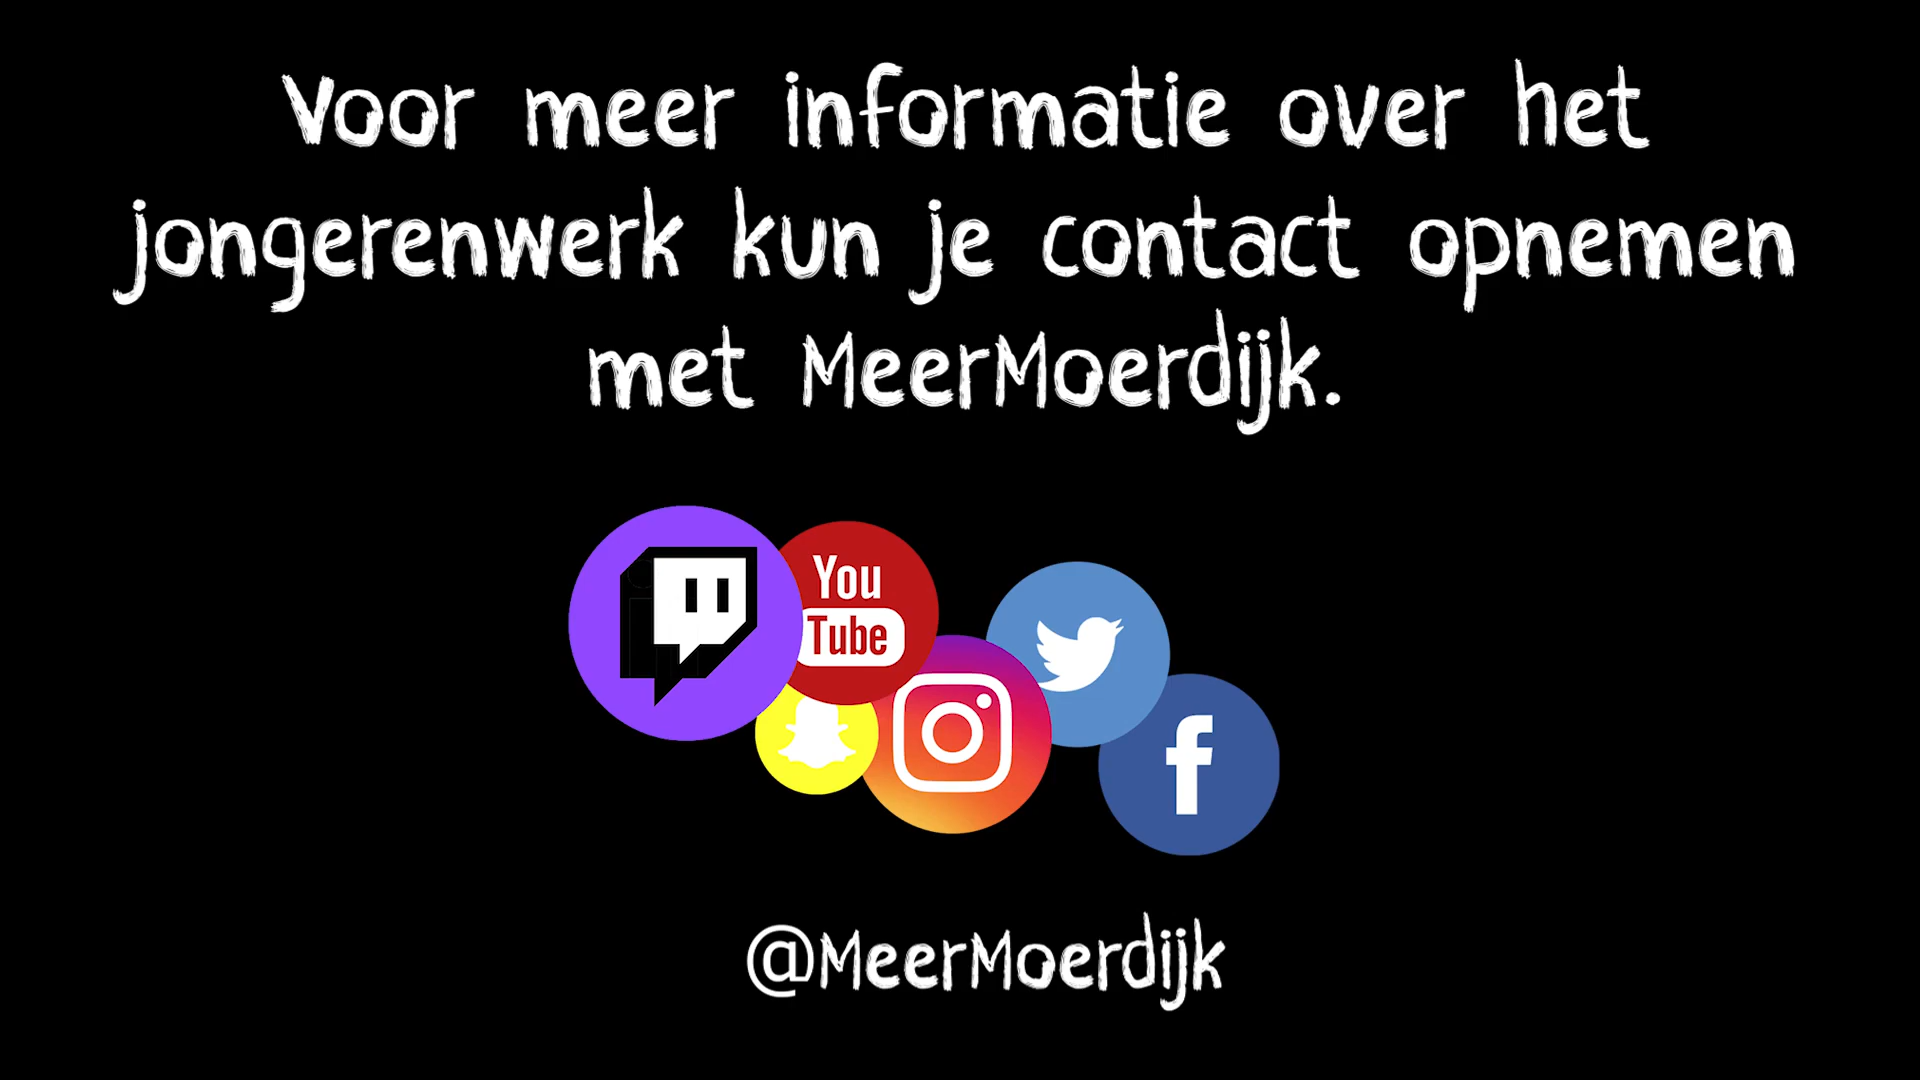 Voor meer informatie over het
jongerenwerk kun je contact opnemen
met MeerMoerdijk.
You
Tube
f
@MeerMoerdijk